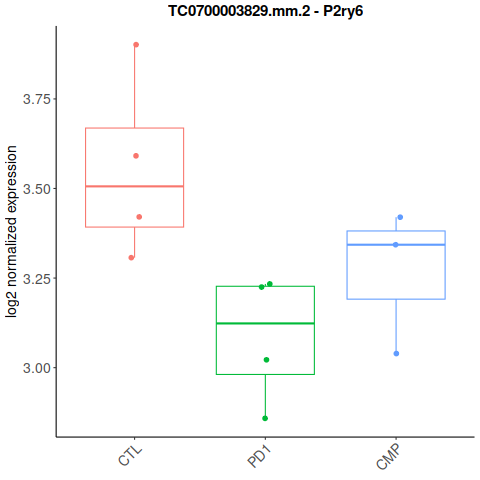 TC0700003829.mm.2 - P2ry6
log2 normalized expression
3.75
3.50
3.25
3.00
CTL
PD1
CMP